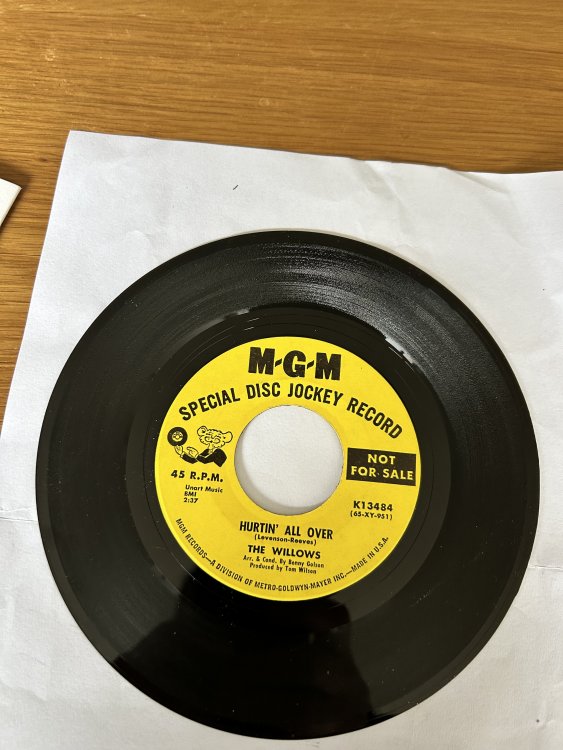 M-G-M
SPECIAL DISC JOCKEY RECORD
45 R.P.M.
Unart Music
BMI
2:37
NOT
FOR SALE
K13484
(65-XY-951)
HURTIN' ALL OVER
(Levenson-Reeves)
THE WILLOWS
Arr. & Cond. By Benny Golson
Produced by Tom Wilson
MGM RECORDS—A DIVISION OF METRO-GOLDWYN-MAYER INC.—MADE IN U.S.A.